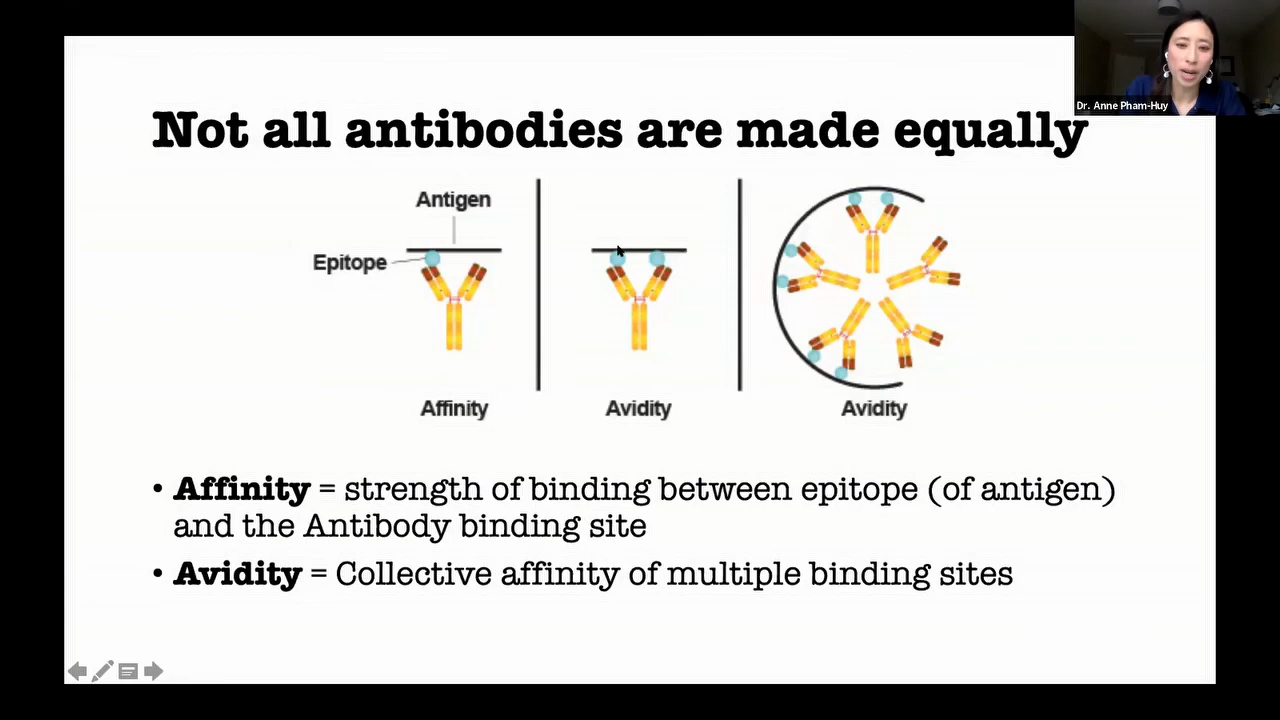 Dr. Anne Pham-Huy
Not all antibodies are made equally
Antigen
Epitope
Affinity
Avidity
Avidity
• Affinity = strength of binding between epitope (of antigen)
and the Antibody binding site
• Avidity = Collective affinity of multiple binding sites